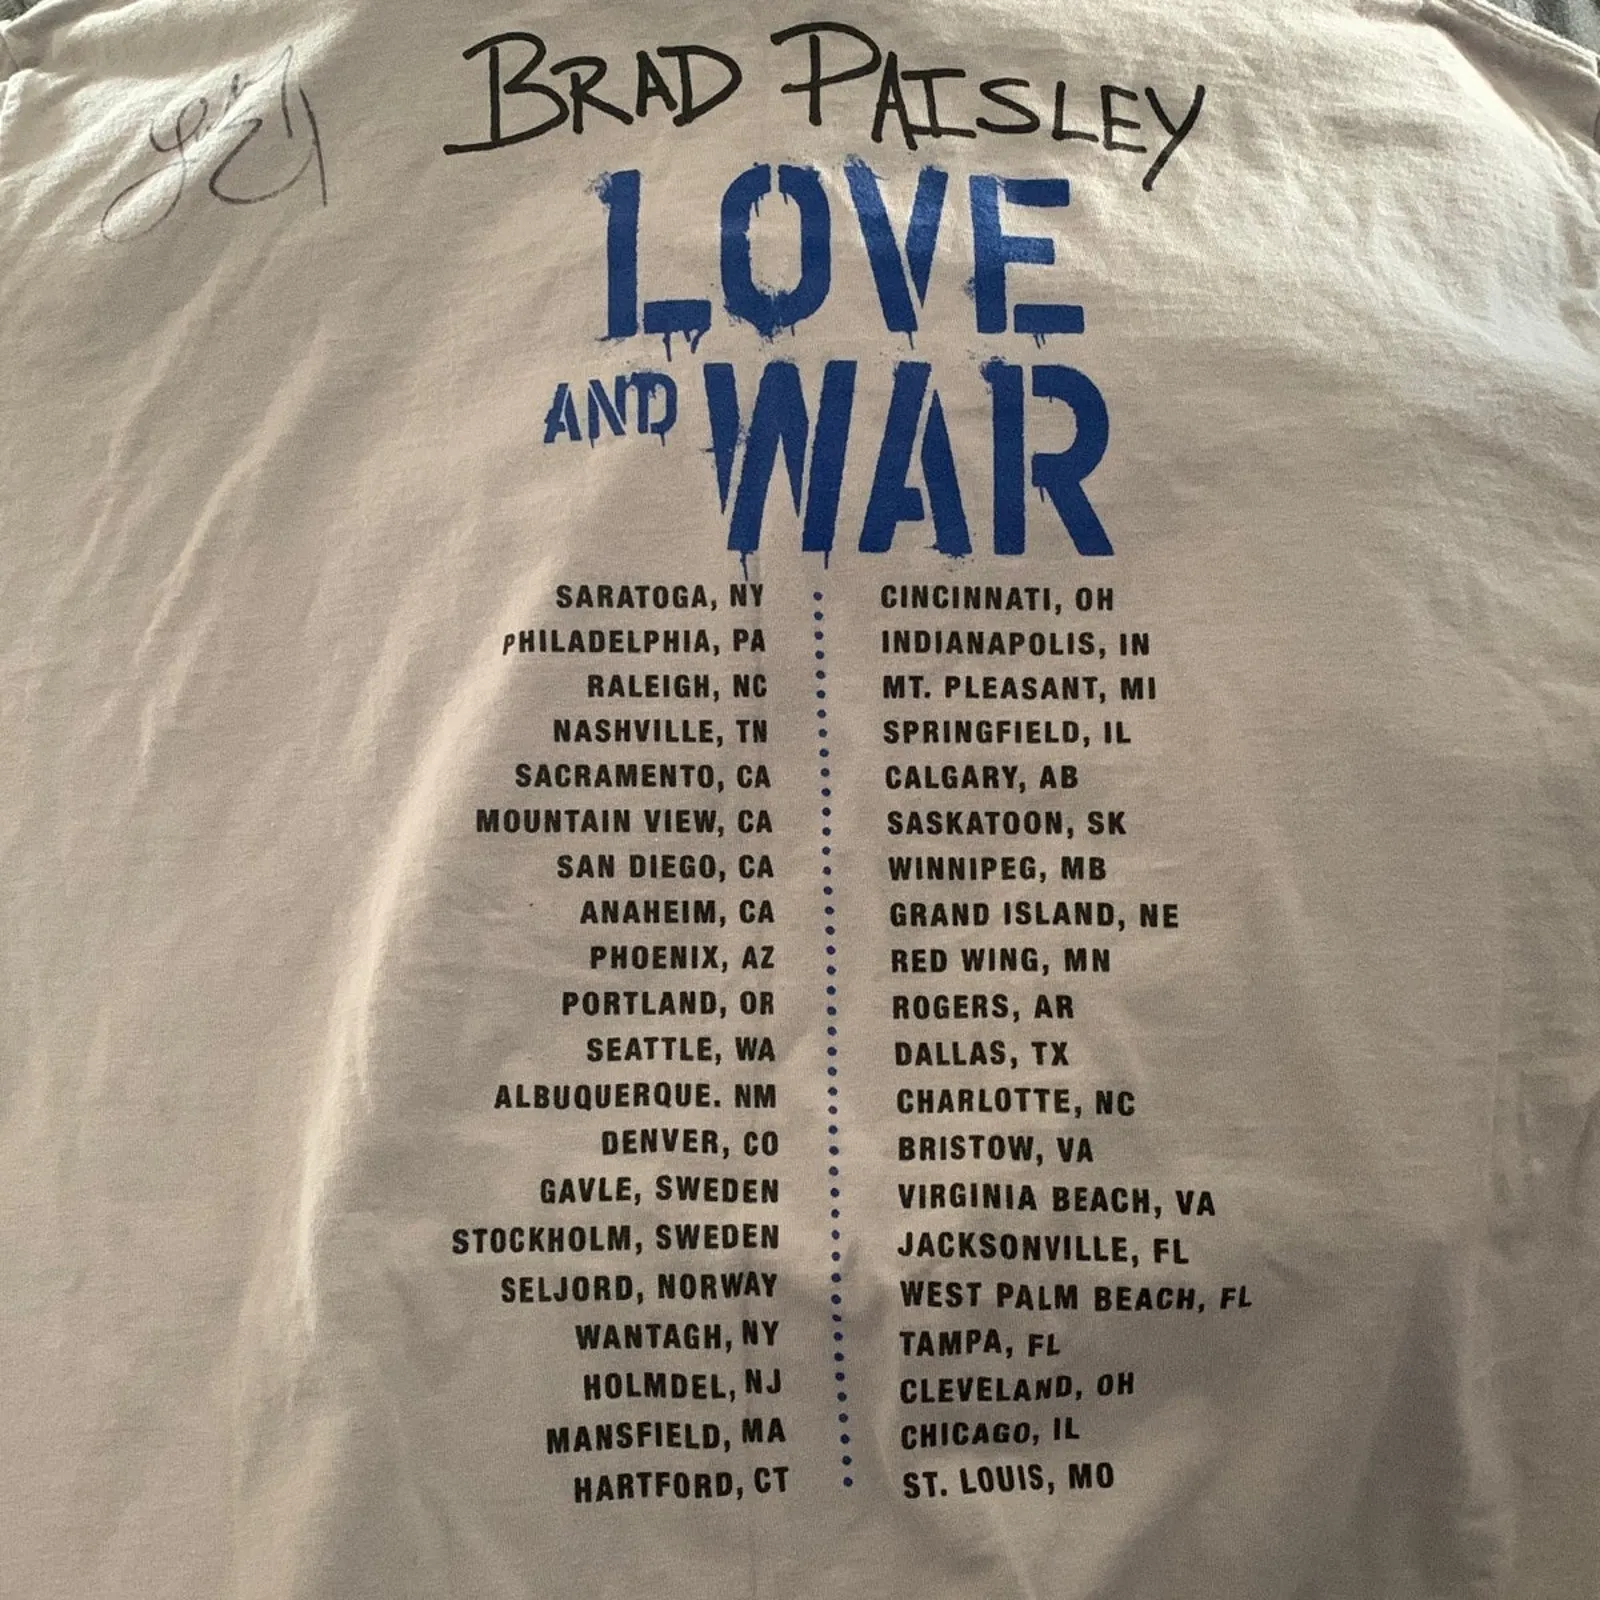 BRAD PAISLEY
LOVE
AND WAR
SARATOGA, NY
PHILADELPHIA, PA
RALEIGH, NC
NASHVILLE, TN
SACRAMENTO, CA
MOUNTAIN VIEW, CA
SAN DIEGO, CA
ANAHEIM, CA
PHOENIX, AZ
PORTLAND, OR
SEATTLE, WA
ALBUQUERQUE. NM
DENVER, CO
GAVLE, SWEDEN
STOCKHOLM, SWEDEN
SELJORD, NORWAY
WANTAGH, NY
HOLMDEL, NJ
MANSFIELD, MA
HARTFORD, CT
CINCINNATI, OH
INDIANAPOLIS, IN
MT. PLEASANT, MI
SPRINGFIELD, IL
CALGARY, AB
SASKATOON, SK
WINNIPEG, MB
GRAND ISLAND, NE
RED WING, MN
ROGERS, AR
DALLAS, TX
CHARLOTTE, NC
BRISTOW, VA
VIRGINIA BEACH, VA
JACKSONVILLE, FL
WEST PALM BEACH, FL
TAMPA, FL
CLEVELAND, OH
CHICAGO, IL
ST. LOUIS, MO